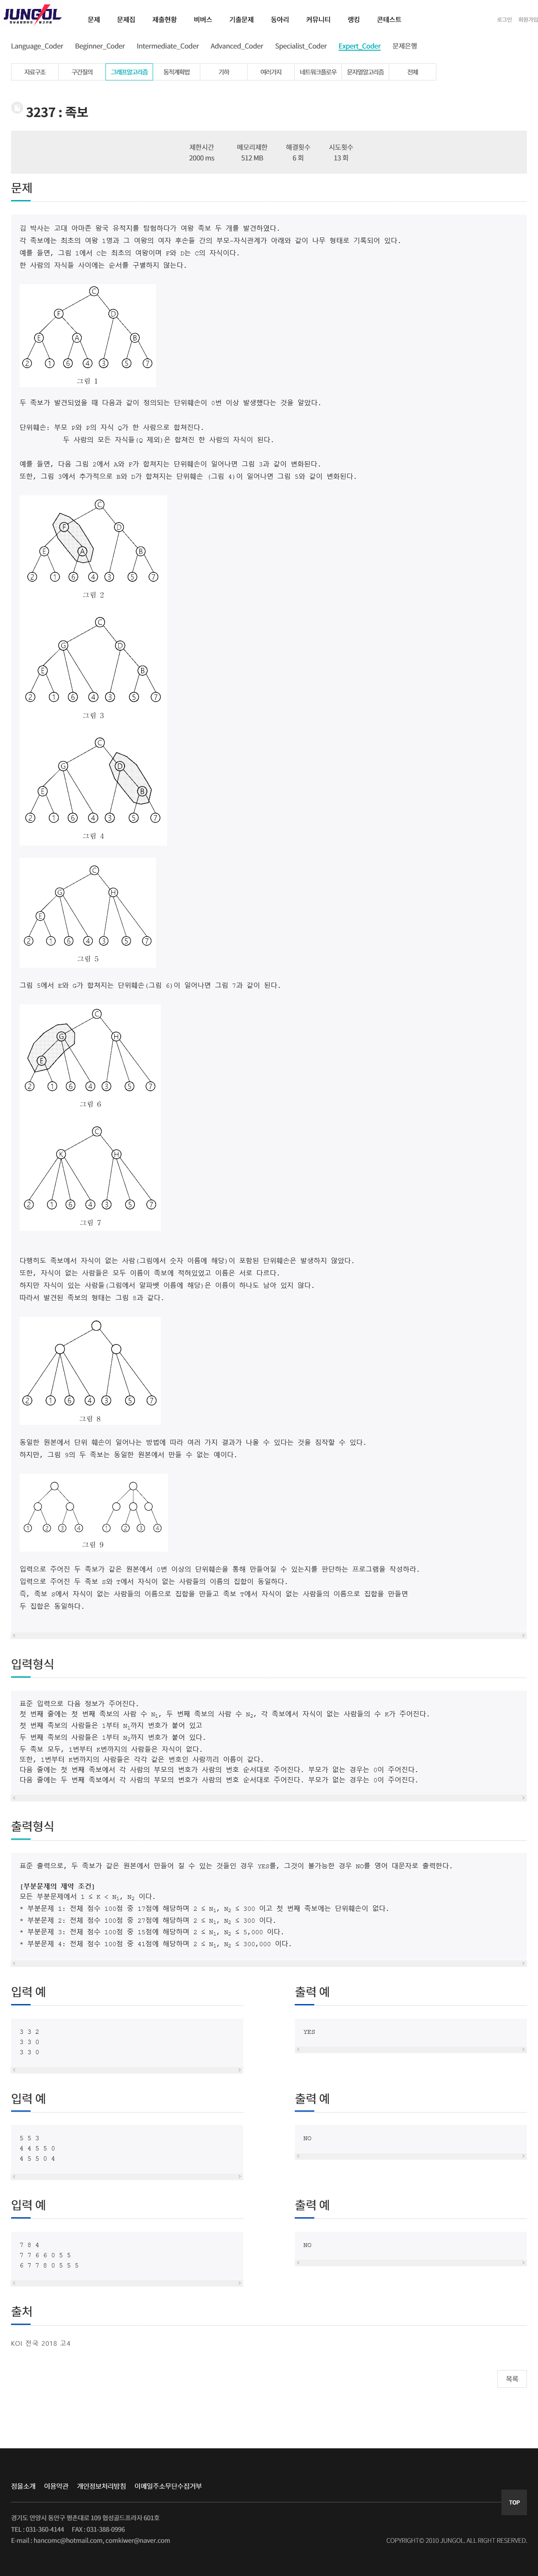 JUNGOL
문제 문제집 제출현황 비버스 기출문제 동아리 커뮤니티 랭킹 콘테스트
로그인 회원가입
Language_Coder Beginner_Coder Intermediate_Coder Advanced_Coder Specialist_Coder Expert_Coder 문제은행
자료구조 구간질의 그래프알고리즘 동적계획법 기하 여러가지 네트워크플로우 문자열알고리즘 전체
3237 : 족보
제한시간 메모리제한 해결횟수 시도횟수
2000 ms 512 MB 6 회 13 회
문제
김 박사는 고대 아마존 왕국 유적지를 탐험하다가 여왕 족보 두 개를 발견하였다.
각 족보에는 최초의 여왕 1명과 그 여왕의 여자 후손들 간의 부모-자식관계가 아래와 같이 나무 형태로 기록되어 있다.
예를 들면, 그림 1에서 C는 최초의 여왕이며 F와 D는 C의 자식이다.
한 사람의 자식들 사이에는 순서를 구별하지 않는다.
C
F D
E A B
2 1 6 4 3 5 7
그림 1
두 족보가 발견되었을 때 다음과 같이 정의되는 단위훼손이 0번 이상 발생했다는 것을 알았다.
단위훼손: 부모 P와 P의 자식 Q가 한 사람으로 합쳐진다.
두 사람의 모든 자식들(Q 제외)은 합쳐진 한 사람의 자식이 된다.
예를 들면, 다음 그림 2에서 A와 F가 합쳐지는 단위훼손이 일어나면 그림 3과 같이 변화된다.
또한, 그림 3에서 추가적으로 B와 D가 합쳐지는 단위훼손 (그림 4)이 일어나면 그림 5와 같이 변화된다.
C
F D
E A B
2 1 6 4 3 5 7
그림 2
C
G D
E B
2 1 6 4 3 5 7
그림 3
C
G D
E B
2 1 6 4 3 5 7
그림 4
C
G H
E
2 1 6 4 3 5 7
그림 5
그림 5에서 E와 G가 합쳐지는 단위훼손(그림 6)이 일어나면 그림 7과 같이 된다.
C
G H
E
2 1 6 4 3 5 7
그림 6
C
K H
2 1 6 4 3 5 7
그림 7
다행히도 족보에서 자식이 없는 사람(그림에서 숫자 이름에 해당)이 포함된 단위훼손은 발생하지 않았다.
또한, 자식이 없는 사람들은 모두 이름이 족보에 적혀있었고 이름은 서로 다르다.
하지만 자식이 있는 사람들(그림에서 알파벳 이름에 해당)은 이름이 하나도 남아 있지 않다.
따라서 발견된 족보의 형태는 그림 8과 같다.
2 1 6 4 3 5 7
그림 8
동일한 원본에서 단위 훼손이 일어나는 방법에 따라 여러 가지 결과가 나올 수 있다는 것을 짐작할 수 있다.
하지만, 그림 9의 두 족보는 동일한 원본에서 만들 수 없는 예이다.
1 2 3 4 1 2 3 4
그림 9
입력으로 주어진 두 족보가 같은 원본에서 0번 이상의 단위훼손을 통해 만들어질 수 있는지를 판단하는 프로그램을 작성하라.
입력으로 주어진 두 족보 S와 T에서 자식이 없는 사람들의 이름의 집합이 동일하다.
즉, 족보 S에서 자식이 없는 사람들의 이름으로 집합을 만들고 족보 T에서 자식이 없는 사람들의 이름으로 집합을 만들면
두 집합은 동일하다.
입력형식
표준 입력으로 다음 정보가 주어진다.
첫 번째 줄에는 첫 번째 족보의 사람 수 N1, 두 번째 족보의 사람 수 N2, 각 족보에서 자식이 없는 사람들의 수 K가 주어진다.
첫 번째 족보의 사람들은 1부터 N1까지 번호가 붙어 있고
두 번째 족보의 사람들은 1부터 N2까지 번호가 붙어 있다.
두 족보 모두, 1번부터 K번까지의 사람들은 자식이 없다.
또한, 1번부터 K번까지의 사람들은 각각 같은 번호인 사람끼리 이름이 같다.
다음 줄에는 첫 번째 족보에서 각 사람의 부모의 번호가 사람의 번호 순서대로 주어진다. 부모가 없는 경우는 0이 주어진다.
다음 줄에는 두 번째 족보에서 각 사람의 부모의 번호가 사람의 번호 순서대로 주어진다. 부모가 없는 경우는 0이 주어진다.
출력형식
표준 출력으로, 두 족보가 같은 원본에서 만들어 질 수 있는 것들인 경우 YES를, 그것이 불가능한 경우 NO를 영어 대문자로 출력한다.
[부분문제의 제약 조건]
모든 부분문제에서 1 ≤ K < N1, N2 이다.
* 부분문제 1: 전체 점수 100점 중 17점에 해당하며 2 ≤ N1, N2 ≤ 300 이고 첫 번째 족보에는 단위훼손이 없다.
* 부분문제 2: 전체 점수 100점 중 27점에 해당하며 2 ≤ N1, N2 ≤ 300 이다.
* 부분문제 3: 전체 점수 100점 중 15점에 해당하며 2 ≤ N1, N2 ≤ 5,000 이다.
* 부분문제 4: 전체 점수 100점 중 41점에 해당하며 2 ≤ N1, N2 ≤ 300,000 이다.
입력 예
3 3 2
3 3 0
3 3 0
출력 예
YES
입력 예
5 5 3
4 4 5 5 0
4 5 5 0 4
출력 예
NO
입력 예
7 8 4
7 7 6 6 0 5 5
6 7 7 8 0 5 5 5
출력 예
NO
출처
KOI 전국 2018 고4
목록
정올소개 이용약관 개인정보처리방침 이메일주소무단수집거부
TOP
경기도 안양시 동안구 평촌대로 109 협성골드프라자 601호
TEL : 031-360-4144 FAX : 031-388-0996
E-mail : hancomc@hotmail.com, comkiwer@naver.com
COPYRIGHT© 2010 JUNGOL. ALL RIGHT RESERVED.